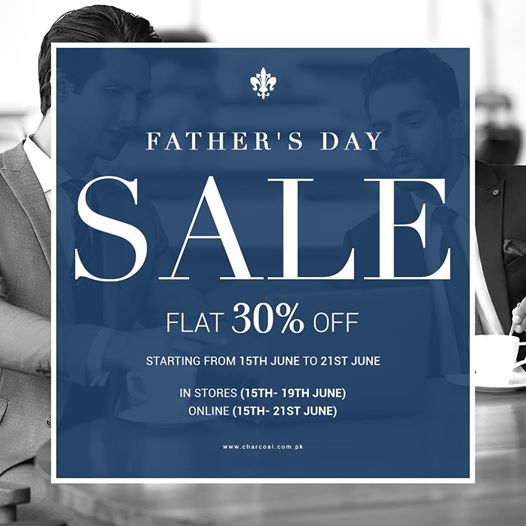 FATHER'S DAY
SALE
FLAT 30% OFF
STARTING FROM 15TH JUNE TO 21ST JUNE
IN STORES (15TH- 19TH JUNE)
ONLINE (15TH- 21ST JUNE)
www.charcoal.com.pk